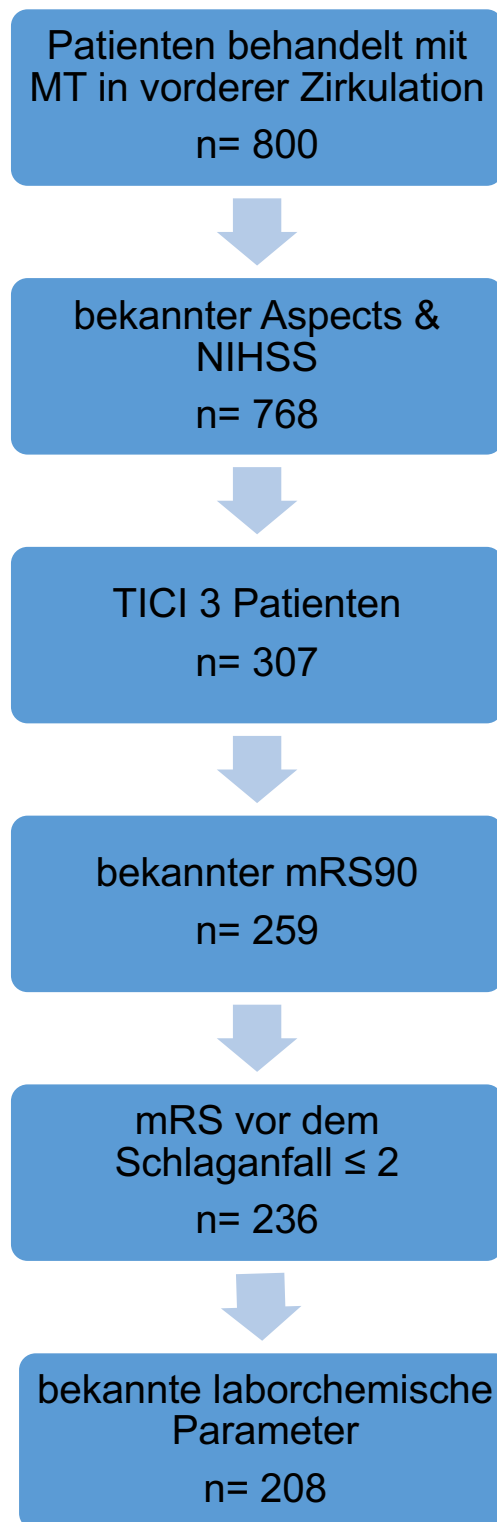 Patienten behandelt mit
MT in vorderer Zirkulation
n= 800
bekannter Aspects &
NIHSS
n= 768
TICI 3 Patienten
n= 307
bekannter mRS90
n= 259
mRS vor dem
Schlaganfall ≤ 2
n= 236
bekannte laborchemische
Parameter
n= 208